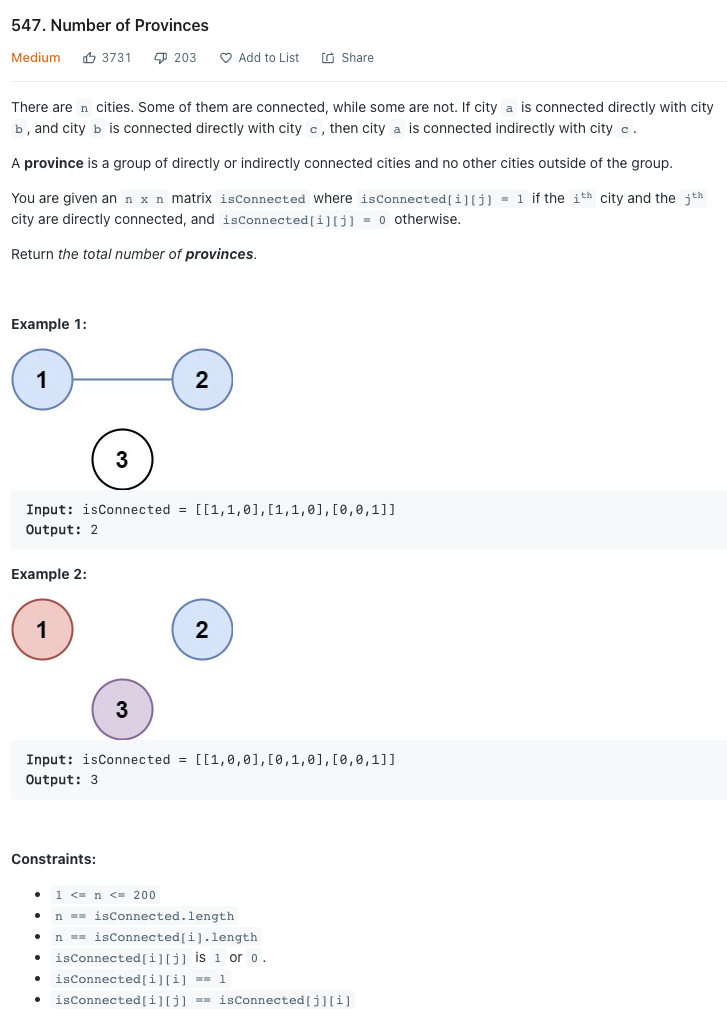 547. Number of Provinces
Medium 3731 203 Add to List Share
There are n cities. Some of them are connected, while some are not. If city a is connected directly with city
b, and city b is connected directly with city c, then city a is connected indirectly with city c.
A province is a group of directly or indirectly connected cities and no other cities outside of the group.
You are given an n x n matrix isConnected where isConnected[i][j] = 1 if the ith city and the jth
city are directly connected, and isConnected[i][j] = 0 otherwise.
Return the total number of provinces.
Example 1:
1 2
3
Input: isConnected = [[1,1,0],[1,1,0],[0,0,1]]
Output: 2
Example 2:
1 2
3
Input: isConnected = [[1,0,0],[0,1,0],[0,0,1]]
Output: 3
Constraints:
• 1 <= n <= 200
• n == isConnected.length
• n == isConnected[i].length
• isConnected[i][j] is 1 or 0.
• isConnected[i][i] == 1
• isConnected[i][j] == isConnected[j][i]